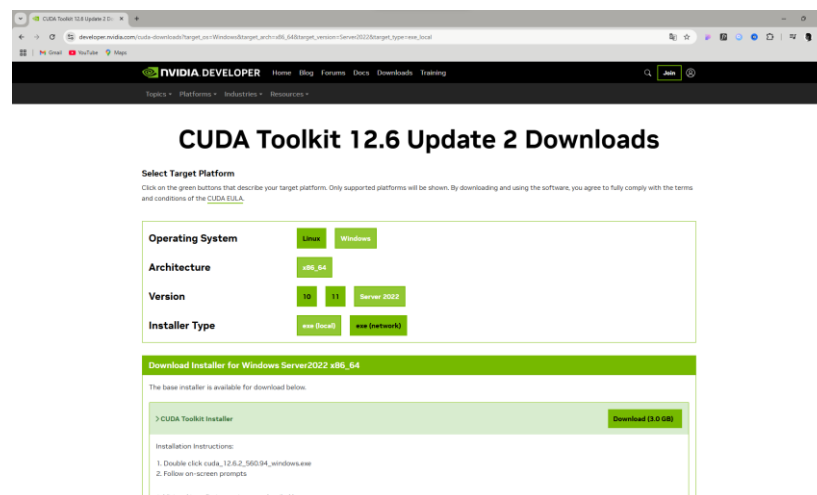 CUDA Toolkit 12.6 Update 2 D
developer.nvidia.com/cuda-downloads?target_os=Windows&target_arch=x86_64&target_version=Server2022&target_type=exe_local
Gmail YouTube Maps
NVIDIA DEVELOPER Home Blog Forums Docs Downloads Training Join
Topics Platforms Industries Resources
CUDA Toolkit 12.6 Update 2 Downloads
Select Target Platform
Click on the green buttons that describe your target platform. Only supported platforms will be shown. By downloading and using the software, you agree to fully comply with the terms
and conditions of the CUDA EULA.
Operating System Linux Windows
Architecture x86_64
Version 10 11 Server 2022
Installer Type exe (local) exe (network)
Download Installer for Windows Server2022 x86_64
The base installer is available for download below.
> CUDA Toolkit Installer Download (3.0 GB)
Installation Instructions:
1. Double click cuda_12.6.2_560.94_windows.exe
2. Follow on-screen prompts